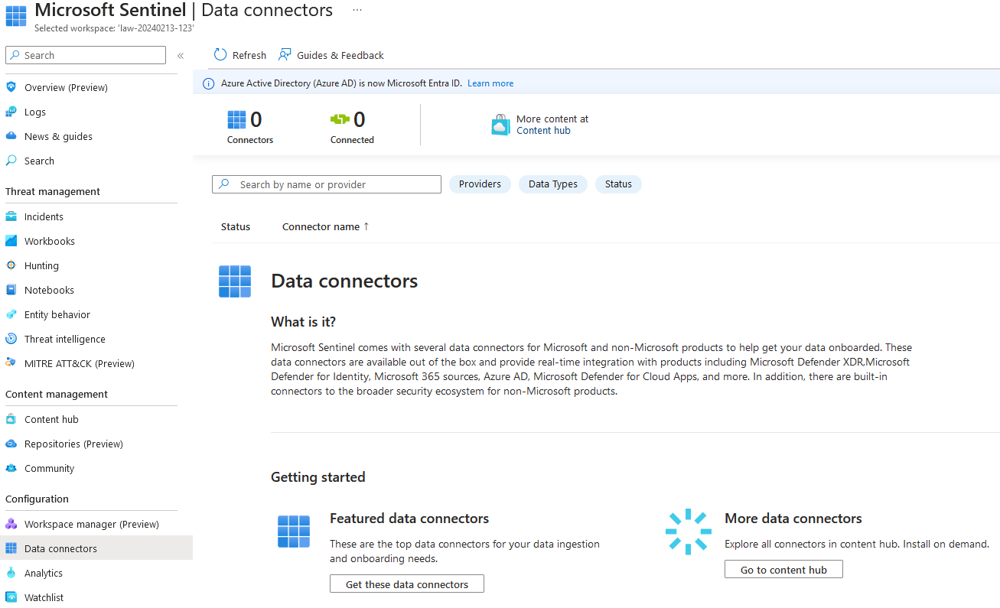 Microsoft Sentinel | Data connectors ...
Selected workspace: 'law-20240213-123'
Search «
Overview (Preview)
Logs
News & guides
Search
Threat management
Incidents
Workbooks
Hunting
Notebooks
Entity behavior
Threat intelligence
MITRE ATT&CK (Preview)
Content management
Content hub
Repositories (Preview)
Community
Configuration
Workspace manager (Preview)
Data connectors
Analytics
Watchlist
Refresh Guides & Feedback
Azure Active Directory (Azure AD) is now Microsoft Entra ID. Learn more
0
Connectors
0
Connected
More content at
Content hub
Search by name or provider Providers Data Types Status
Status Connector name ↑
Data connectors
What is it?
Microsoft Sentinel comes with several data connectors for Microsoft and non-Microsoft products to help get your data onboarded. These
data connectors are available out of the box and provide real-time integration with products including Microsoft Defender XDR,Microsoft
Defender for Identity, Microsoft 365 sources, Azure AD, Microsoft Defender for Cloud Apps, and more. In addition, there are built-in
connectors to the broader security ecosystem for non-Microsoft products.
Getting started
Featured data connectors
These are the top data connectors for your data ingestion
and onboarding needs.
Get these data connectors
More data connectors
Explore all connectors in content hub. Install on demand.
Go to content hub